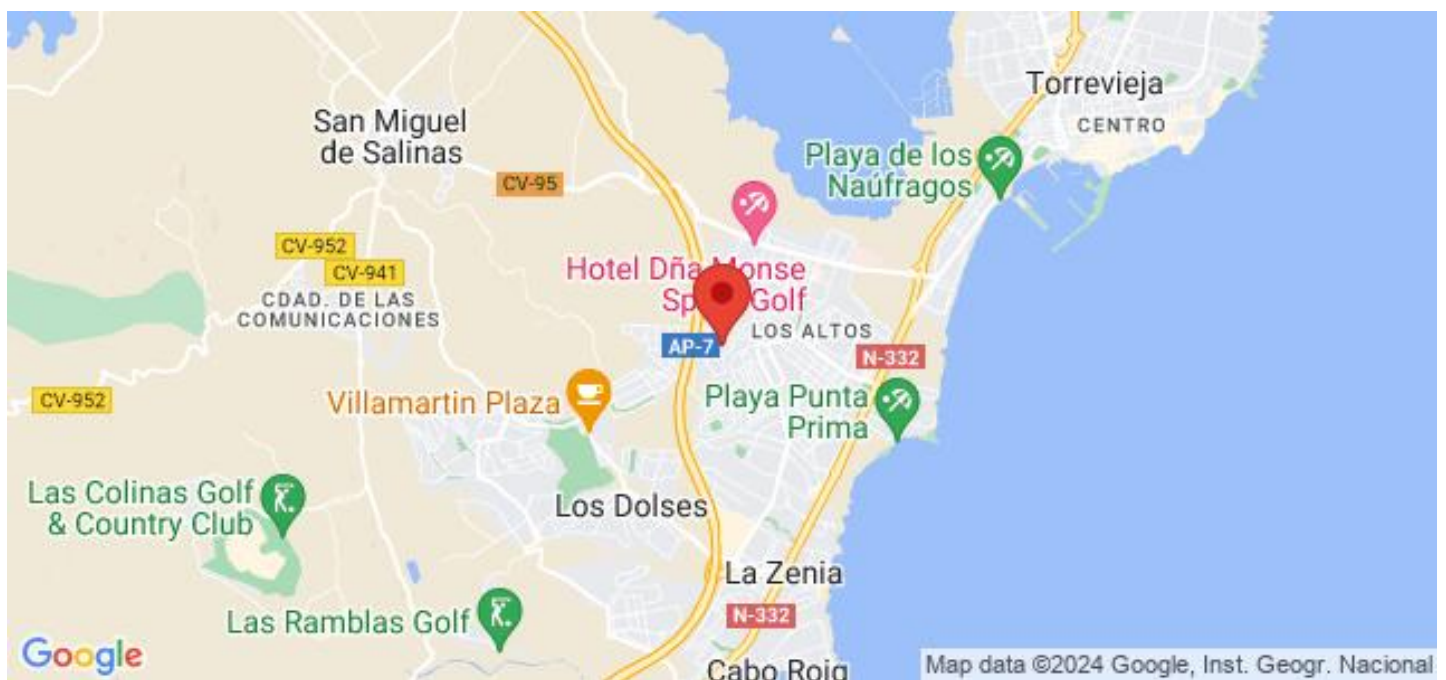 Torrevieja
CENTRO
San Miguel
de Salinas
Playa de los
Naúfragos
CV-95
CV-952
CV-941
Hotel Dña Monse
Golf
CDAD. DE LAS
COMUNICACIONES
LOS ALTOS
AP-7
N-332
CV-952
Villamartin Plaza
Playa Punta
Prima
Las Colinas Golf
& Country Club
Los Dolses
La Zenia
N-332
Las Ramblas Golf
Cabo Roig
Google
Map data ©2024 Google, Inst. Geogr. Nacional